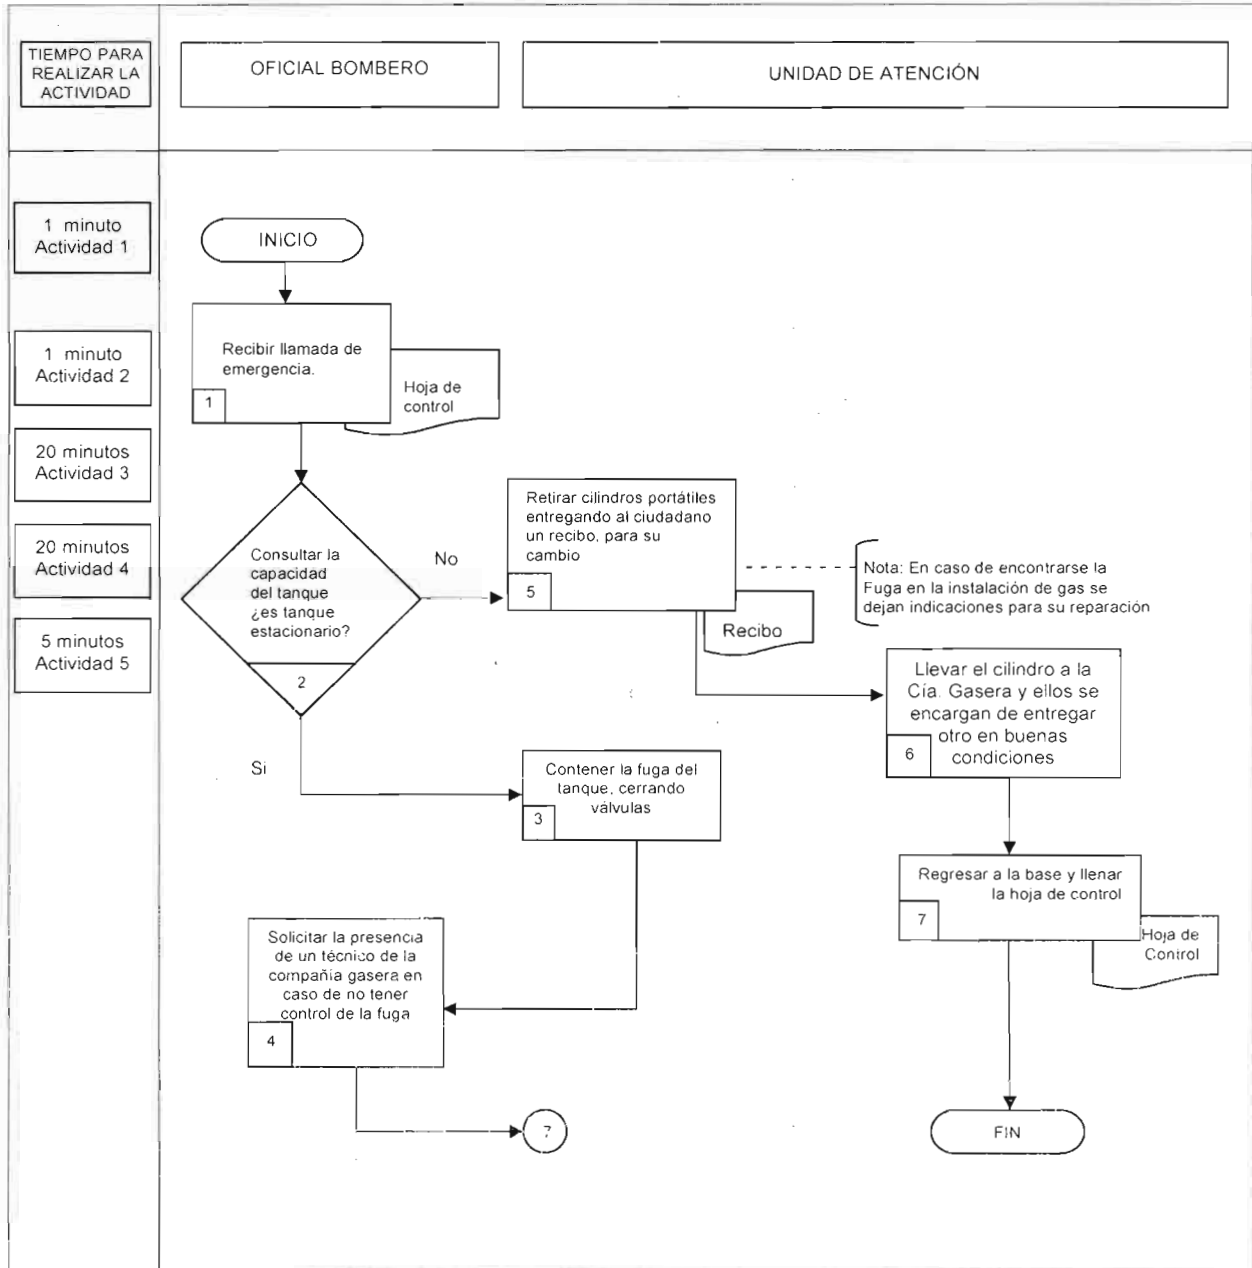 TIEMPO PARA
REALIZAR LA
ACTIVIDAD
OFICIAL BOMBERO
UNIDAD DE ATENCIÓN
1 minuto
Actividad 1
1 minuto
Actividad 2
20 minutos
Actividad 3
20 minutos
Actividad 4
5 minutos
Actividad 5
INICIO
Recibir llamada de
emergencia.
1
Hoja de
control
Consultar la
capacidad
del tanque
¿es tanque
estacionario?
2
No
Si
Retirar cilindros portátiles
entregando al ciudadano
un recibo, para su
cambio
5
Recibo
Nota: En caso de encontrarse la
Fuga en la instalación de gas se
dejan indicaciones para su reparación
Llevar el cilindro a la
Cía. Gasera y ellos se
encargan de entregar
otro en buenas
condiciones
6
Contener la fuga del
tanque, cerrando
válvulas
3
Regresar a la base y llenar
la hoja de control
7
Hoja de
Control
Solicitar la presencia
de un técnico de la
compañia gasera en
caso de no tener
control de la fuga
4
7
FIN